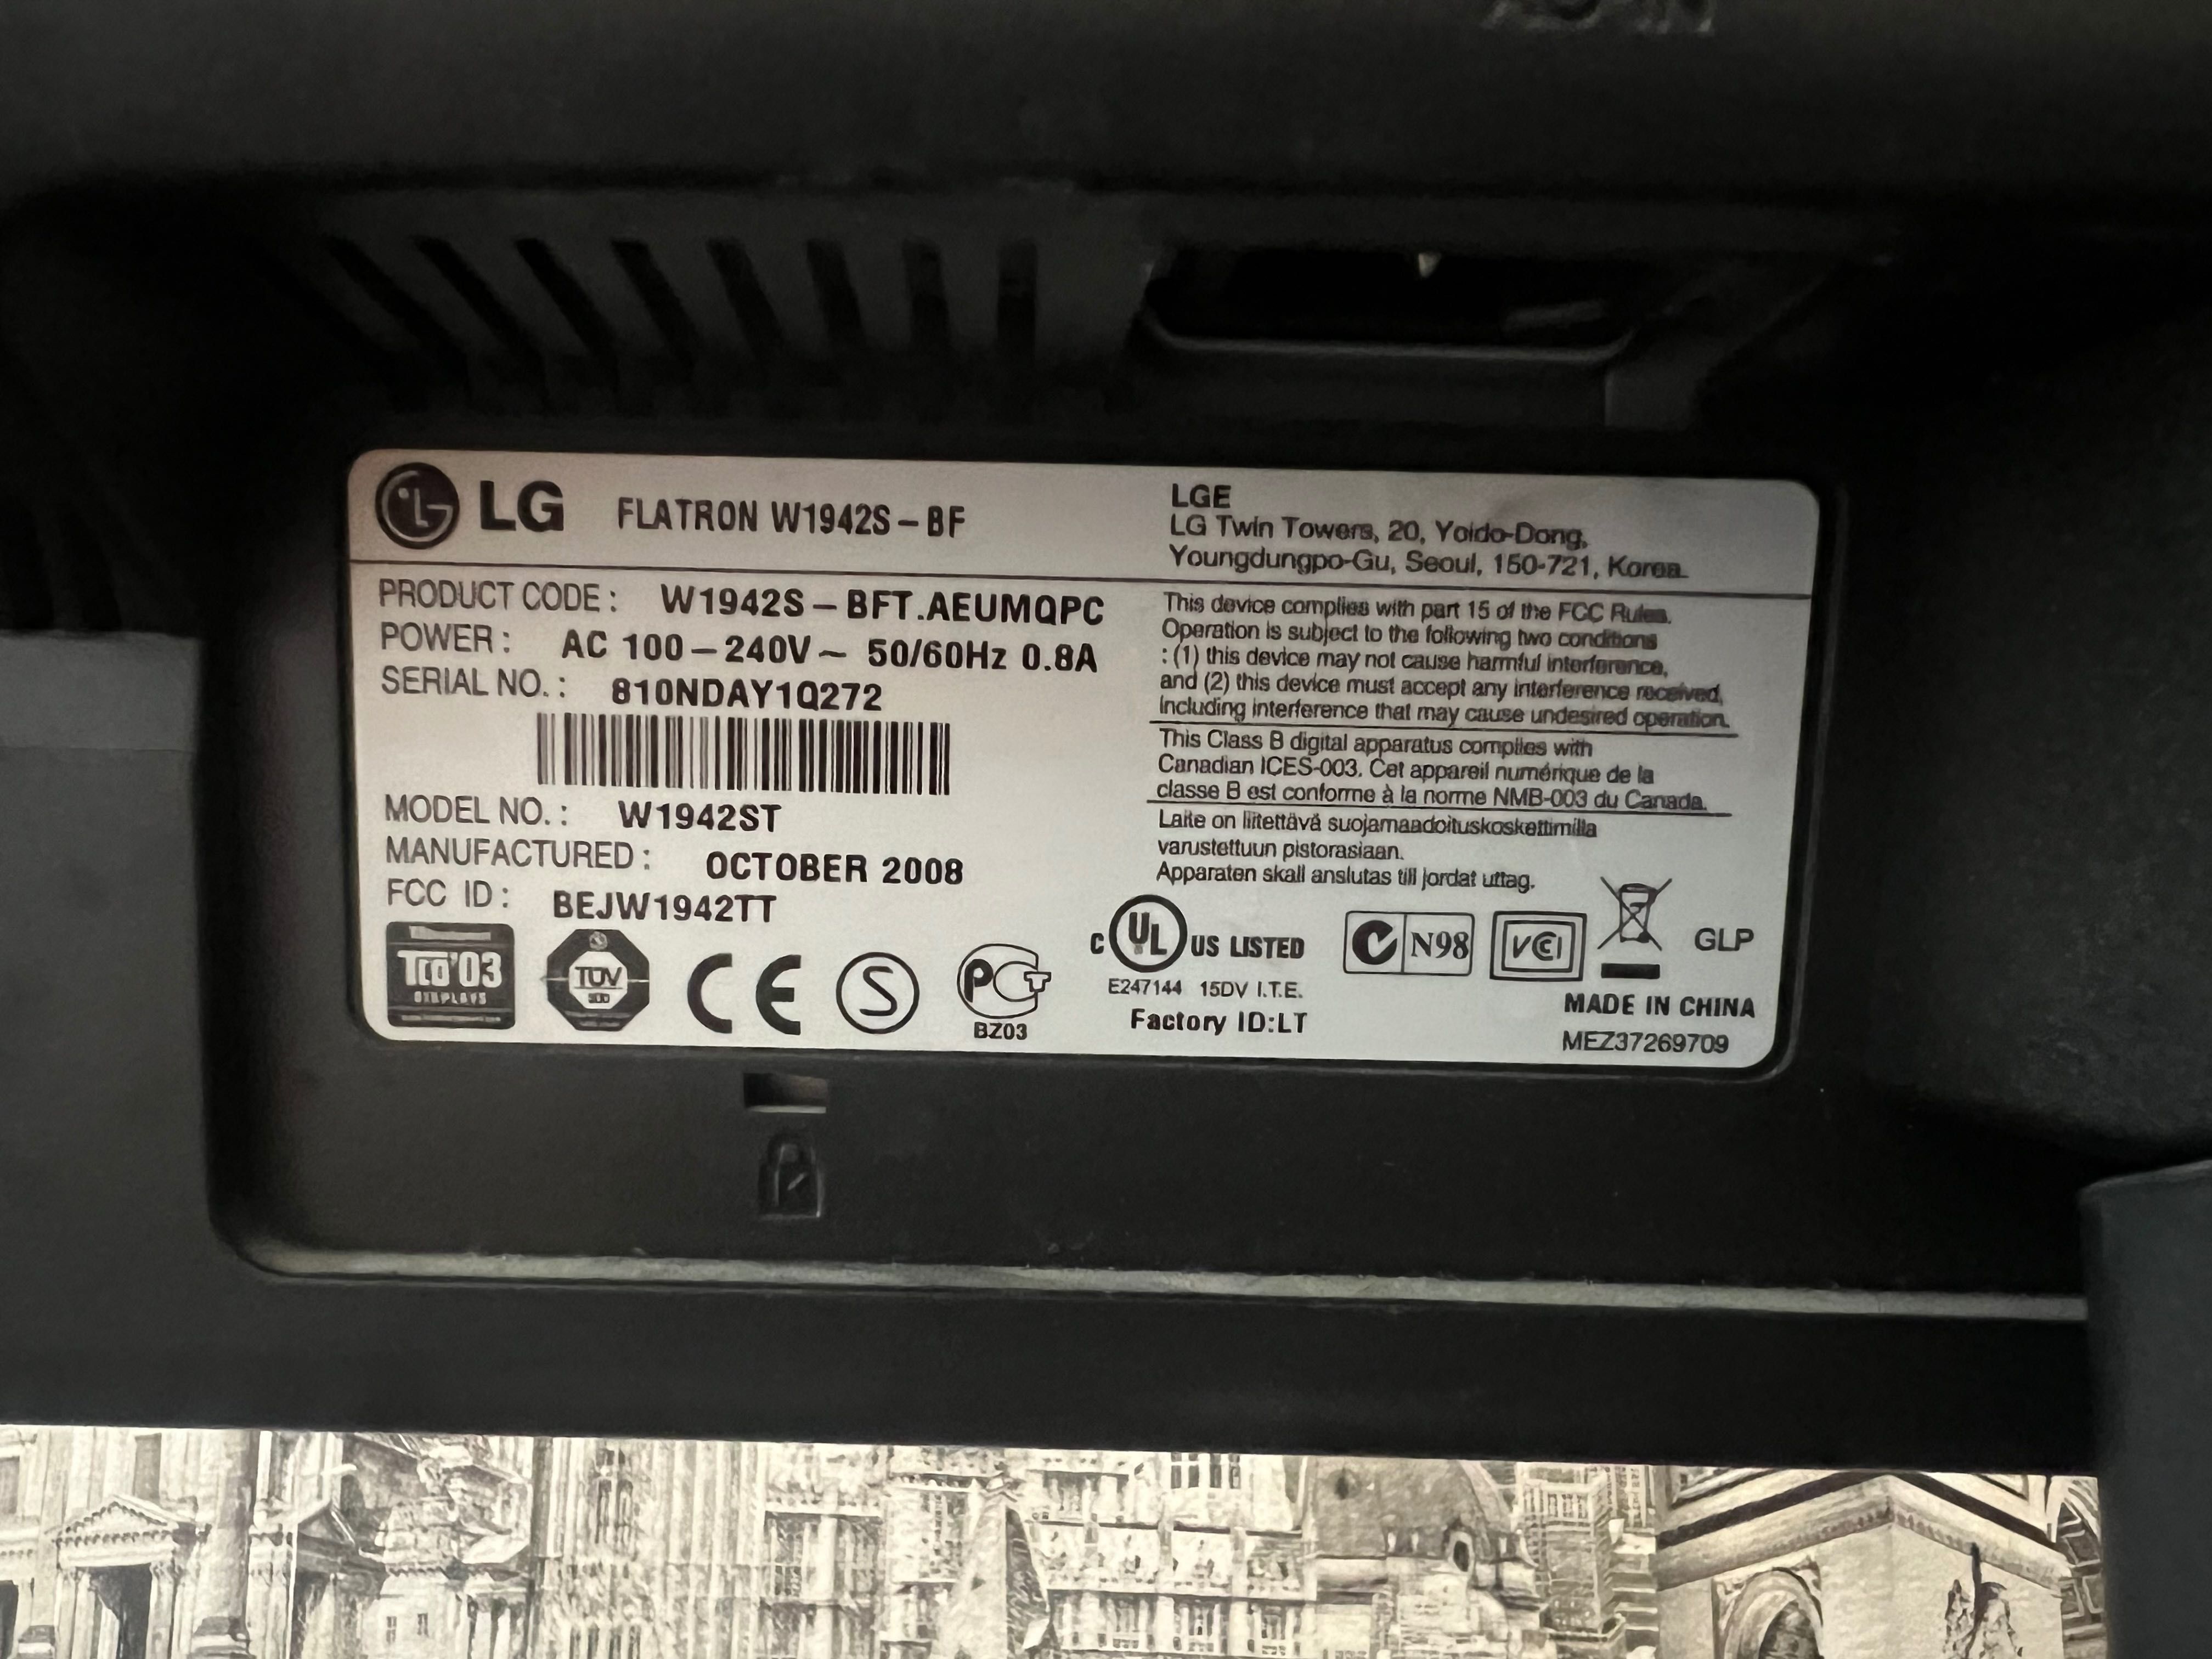 LG FLATRON W1942S-BF
LGE
LG Twin Towers, 20, Yoido-Dong,
Youngdungpo-Gu, Seoul, 150-721, Korea.
PRODUCT CODE: W1942S-BFT.AEUMQPC
POWER: AC 100-240V~ 50/60Hz 0.8A
SERIAL NO.: 810NDAY1Q272
MODEL NO.: W1942ST
MANUFACTURED: OCTOBER 2008
FCC ID: BEJW1942TT
This device complies with part 15 of the FCC Rules.
Operation is subject to the following two conditions
: (1) this device may not cause harmful interference,
and (2) this device must accept any interference received,
including interference that may cause undesired operation.
This Class B digital apparatus complies with
Canadian ICES-003. Cet appareil numérique de la
classe B est conforme à la norme NMB-003 du Canada.
Laite on liitettävä suojamaadoituskoskettimilla
varustettuun pistorasiaan.
Apparaten skall anslutas till jordat uttag.
TCO'03
DISPLAYS
TÜV
CE
S
PCT
BZ03
C UL US LISTED
E247144 15DV I.T.E.
Factory ID:LT
N98
VCI
GLP
MADE IN CHINA
MEZ37269709